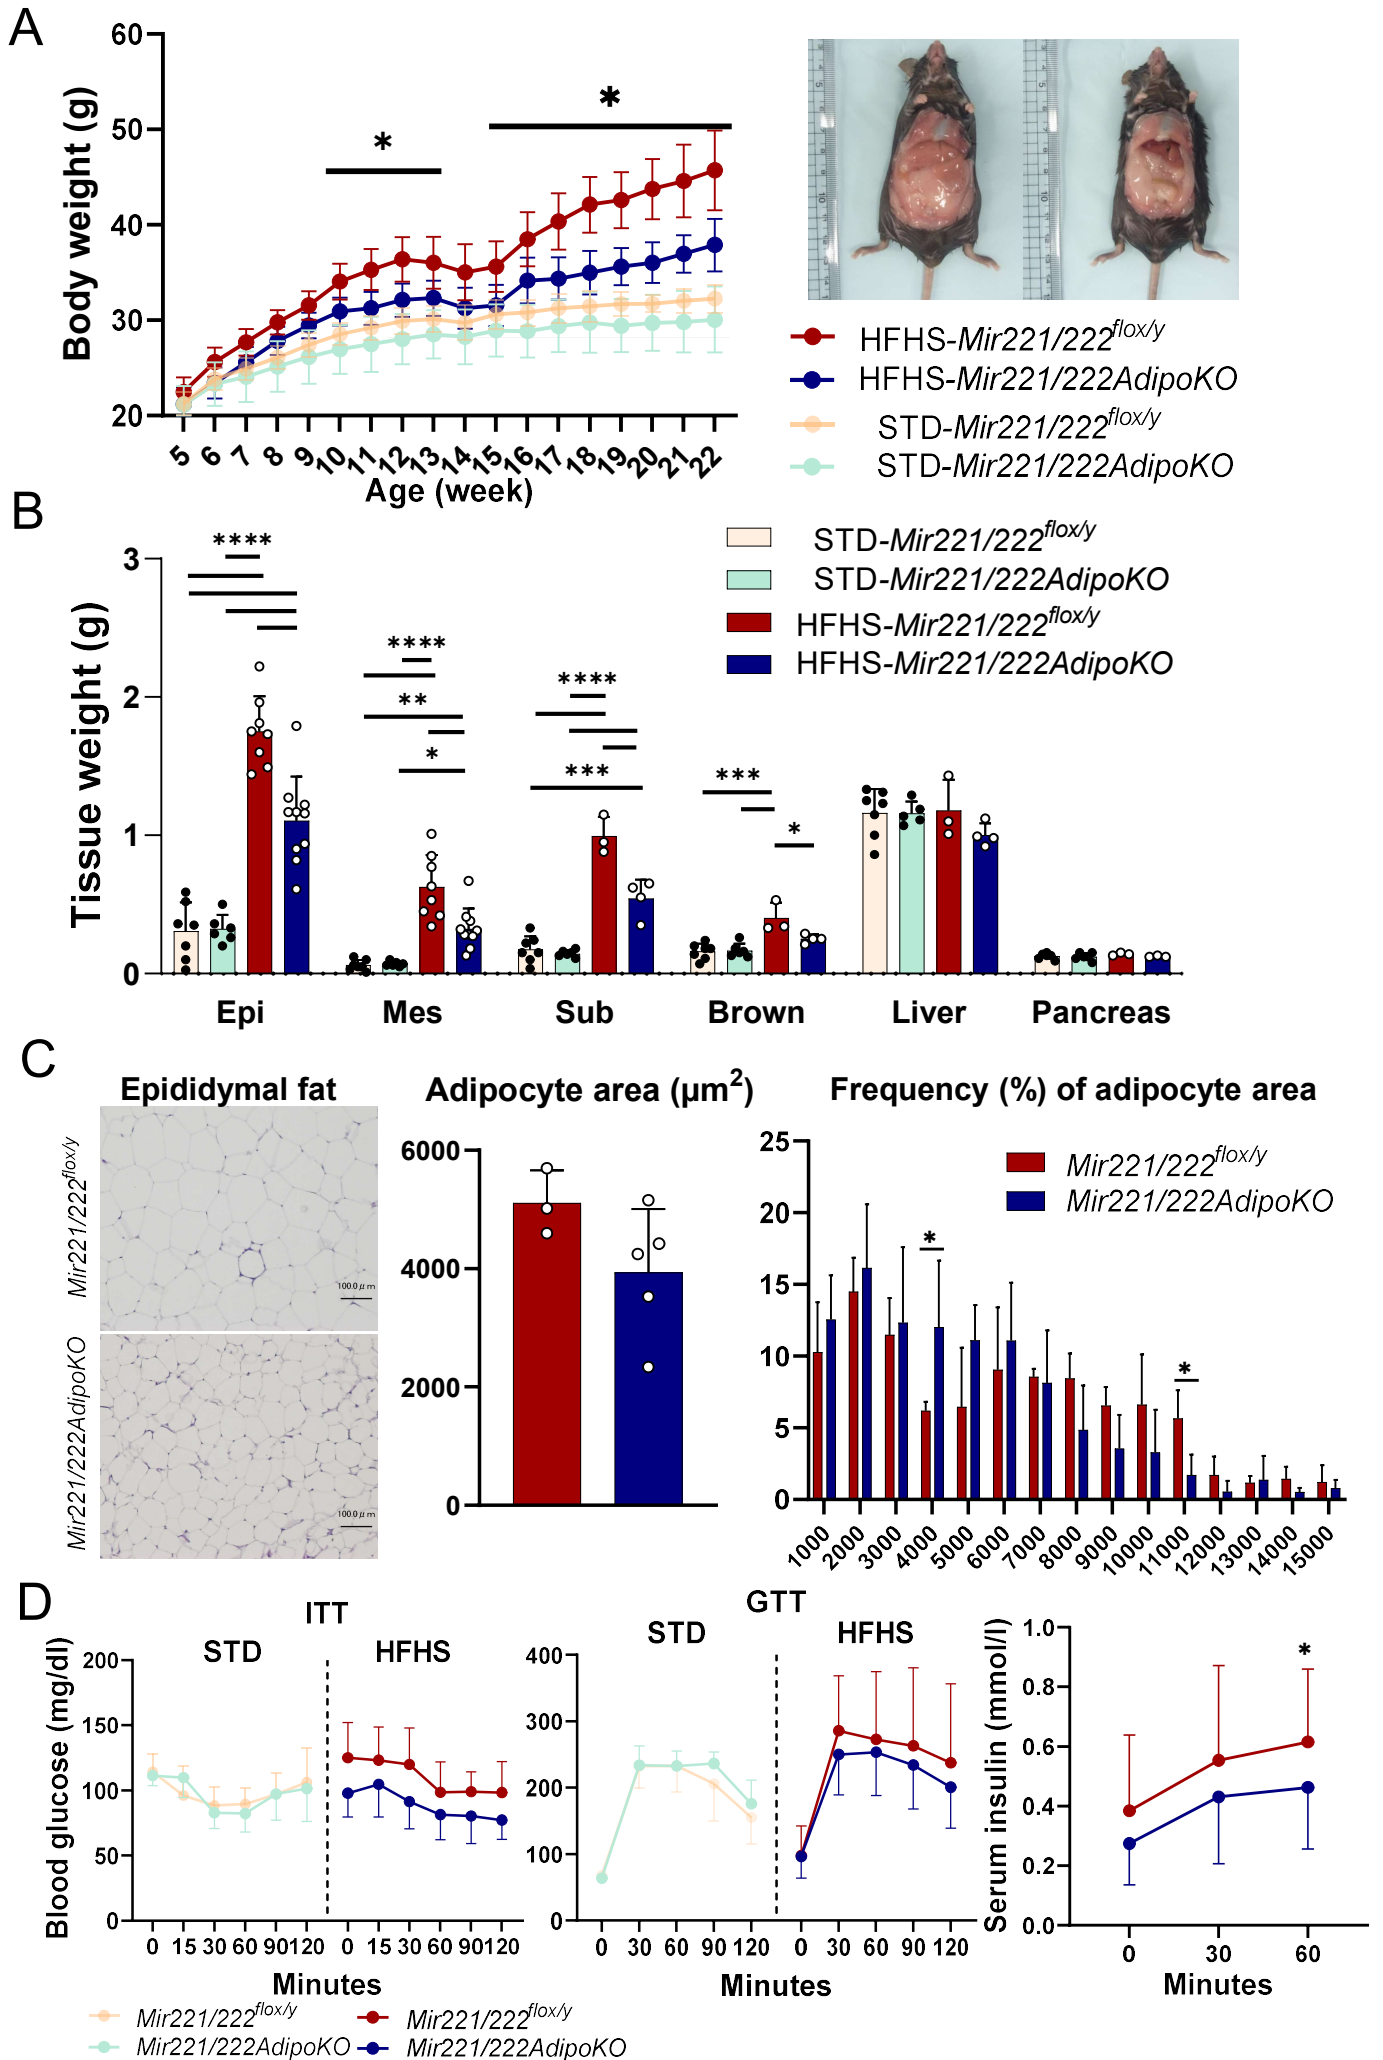 A
60
50
40
30
20
Body weight (g)
*
*
5 6 7 8 9 10 11 12 13 14 15 16 17 18 19 20 21 22
Age (week)
HFHS-Mir221/222flox/y
HFHS-Mir221/222AdipoKO
STD-Mir221/222flox/y
STD-Mir221/222AdipoKO
B
3
2
1
0
Tissue weight (g)
****
****
**
*
****
***
***
*
STD-Mir221/222flox/y
STD-Mir221/222AdipoKO
HFHS-Mir221/222flox/y
HFHS-Mir221/222AdipoKO
Epi Mes Sub Brown Liver Pancreas
C
Epididymal fat
Mir221/222flox/y
100.0μm
Mir221/222AdipoKO
100.0μm
Adipocyte area (μm2)
6000
4000
2000
0
Frequency (%) of adipocyte area
25
20
15
10
5
0
*
*
Mir221/222flox/y
Mir221/222AdipoKO
1000 2000 3000 4000 5000 6000 7000 8000 9000 10000 11000 12000 13000 14000 15000
D
ITT
STD HFHS
Blood glucose (mg/dl)
200
150
100
50
0
0 15 30 60 90 120 0 15 30 60 90 120
Minutes
GTT
STD HFHS
400
300
200
100
0
0 30 60 90 120 0 30 60 90 120
Minutes
Serum insulin (mmol/l)
1.0
0.8
0.6
0.4
0.2
0.0
*
0 30 60
Minutes
Mir221/222flox/y Mir221/222flox/y
Mir221/222AdipoKO Mir221/222AdipoKO